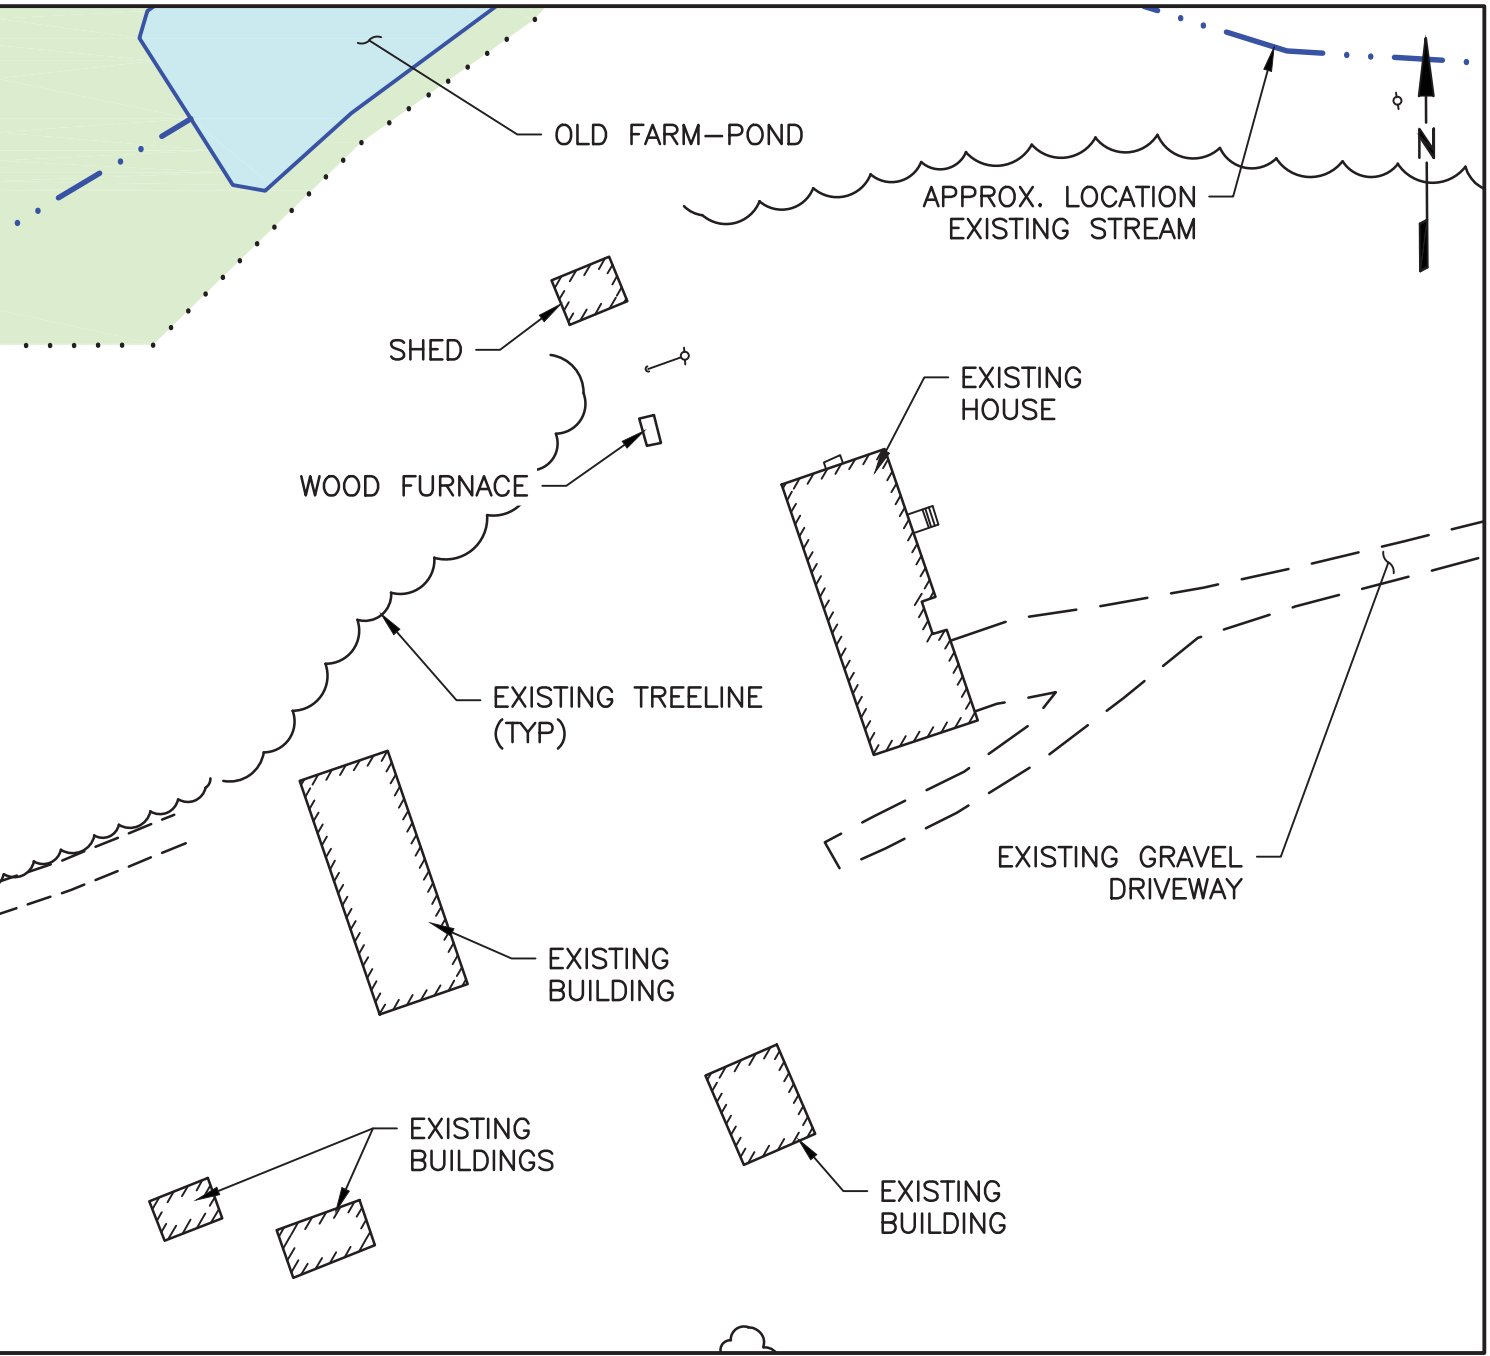 OLD FARM-POND
N
APPROX. LOCATION
EXISTING STREAM
SHED
EXISTING
HOUSE
WOOD FURNACE
EXISTING TREELINE
(TYP)
EXISTING GRAVEL
DRIVEWAY
EXISTING
BUILDING
EXISTING
BUILDINGS
EXISTING
BUILDING